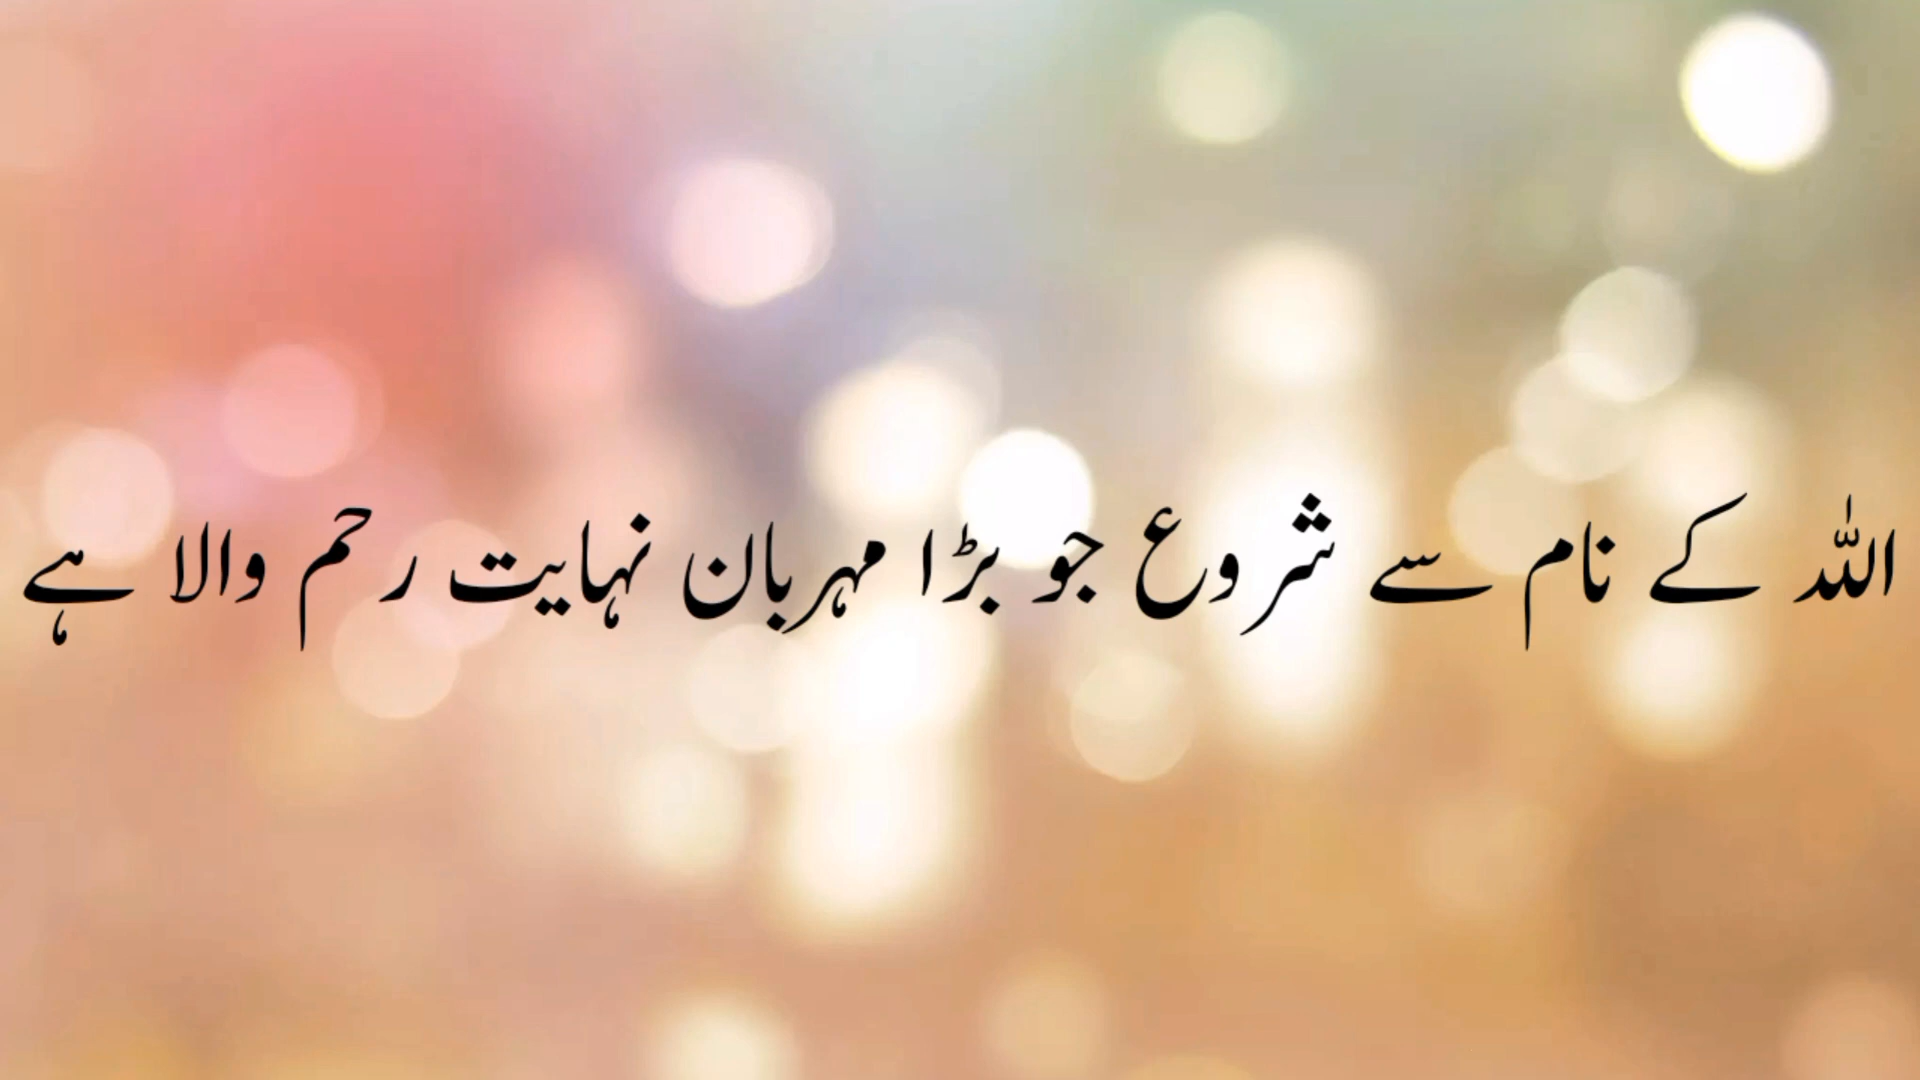 اللہ کے نام سے شروع جو بڑا مہربان نہایت رحم والا ہے